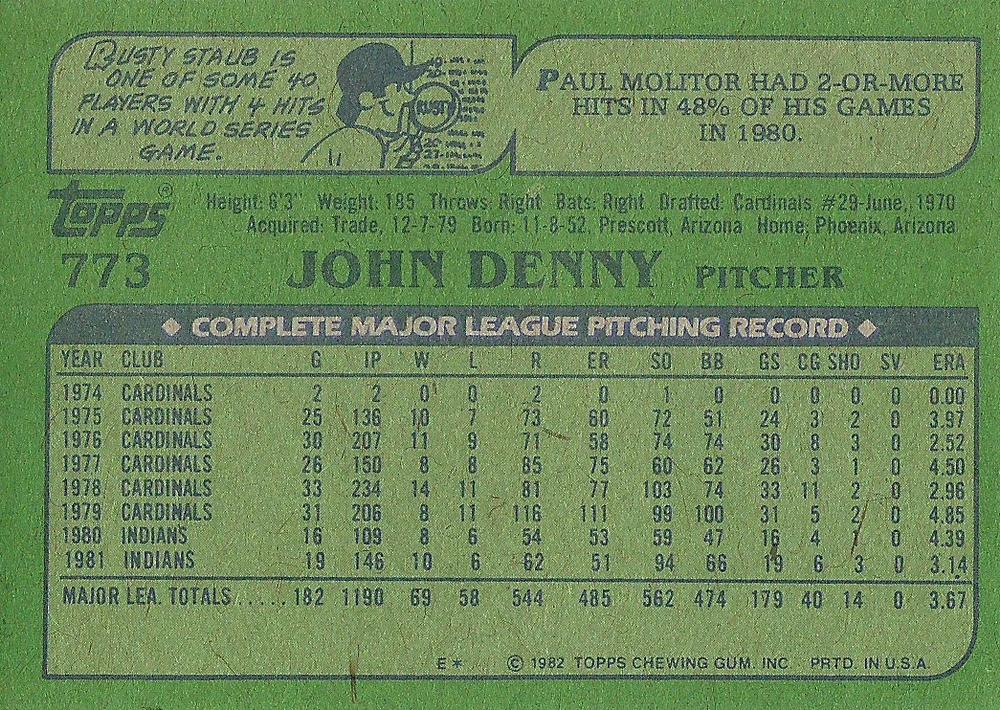 RUSTY STAUB IS
ONE OF SOME 40
PLAYERS WITH 4 HITS
IN A WORLD SERIES
GAME.
RUSTY
PAUL MOLITOR HAD 2-OR-MORE
HITS IN 48% OF HIS GAMES
IN 1980.
Topps®
Height: 6'3" Weight: 185 Throws: Right Bats: Right Drafted: Cardinals #29-June, 1970
Acquired: Trade, 12-7-79 Born: 11-8-52, Prescott, Arizona Home: Phoenix, Arizona
773 JOHN DENNY PITCHER
◆ COMPLETE MAJOR LEAGUE PITCHING RECORD ◆
YEAR CLUB G IP W L R ER SO BB GS CG SHO SV ERA
1974 CARDINALS 2 2 0 0 2 0 1 0 0 0 0 0 0.00
1975 CARDINALS 25 136 10 7 73 60 72 51 24 3 2 0 3.97
1976 CARDINALS 30 207 11 9 71 58 74 74 30 8 3 0 2.52
1977 CARDINALS 26 150 8 8 85 75 60 62 26 3 1 0 4.50
1978 CARDINALS 33 234 14 11 81 77 103 74 33 11 2 0 2.96
1979 CARDINALS 31 206 8 11 116 111 99 100 31 5 2 0 4.85
1980 INDIANS 16 109 8 6 54 53 59 47 16 4 1 0 4.39
1981 INDIANS 19 146 10 6 62 51 94 66 19 6 3 0 3.14
MAJOR LEA. TOTALS...... 182 1190 69 58 544 485 562 474 179 40 14 0 3.67
E* © 1982 TOPPS CHEWING GUM, INC. PRTD. IN U.S.A.